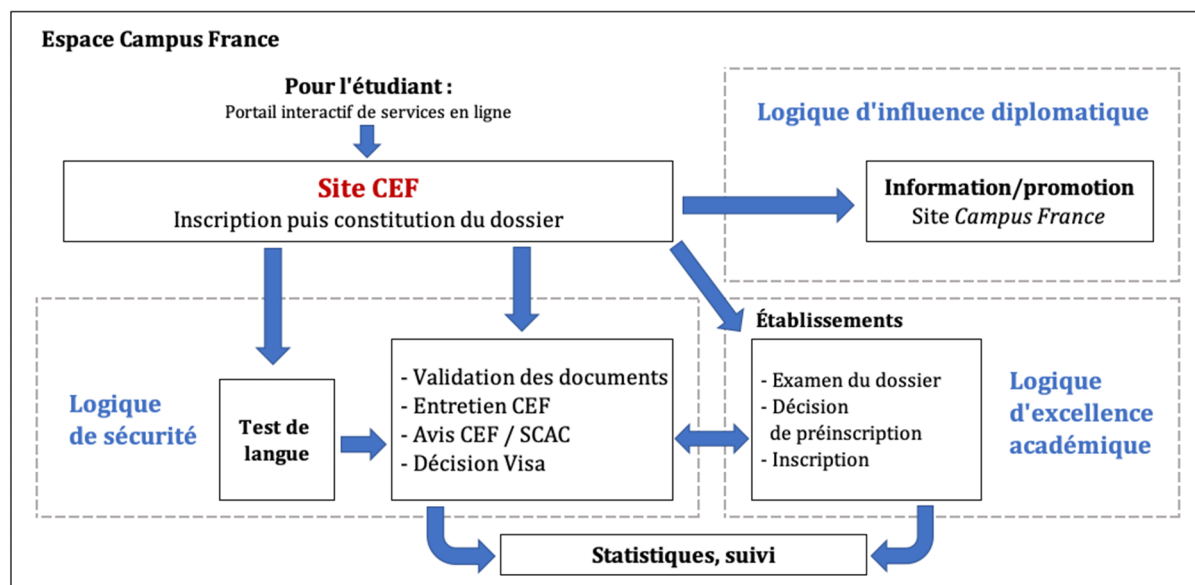 Espace Campus France
Pour l'étudiant :
Portail interactif de services en ligne
Site CEF
Inscription puis constitution du dossier
Logique d'influence diplomatique
Information/promotion
Site Campus France
Logique
de sécurité
Test de
langue
- Validation des documents
- Entretien CEF
- Avis CEF / SCAC
- Décision Visa
Établissements
- Examen du dossier
- Décision
de préinscription
- Inscription
Logique
d'excellence
académique
Statistiques, suivi